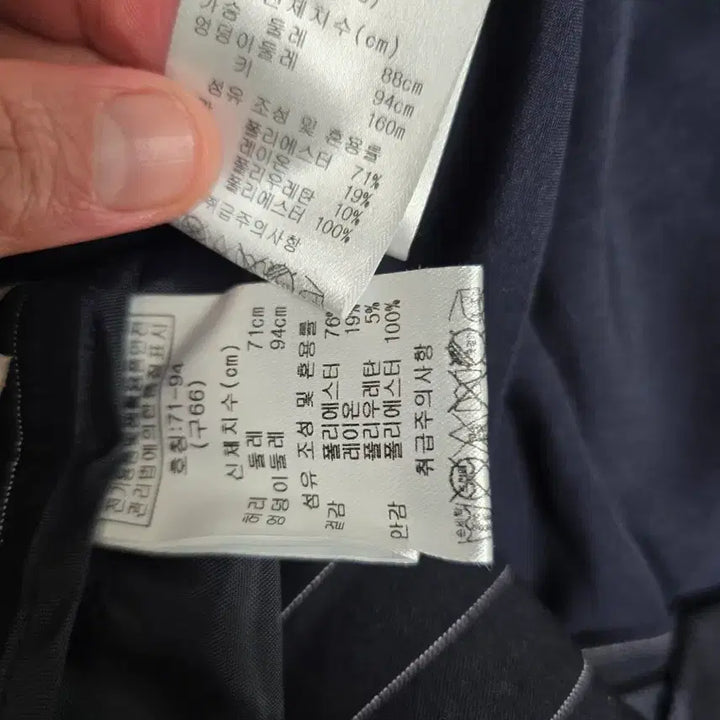 신체치수(cm)
가슴 둘레 88cm
엉덩이둘레 94cm
키 160m
섬유 조성 및 혼용률
폴리에스터 71%
레이온 19%
폴리우레탄 10%
폴리에스터 100%
취급주의사항
호칭:71-94
(구66)
신체치수(cm)
허리 둘레 71cm
엉덩이둘레 94cm
섬유 조성 및 혼용률
겉감 폴리에스터 76%
레이온 19%
폴리우레탄 5%
안감 폴리에스터 100%
취급주의사항